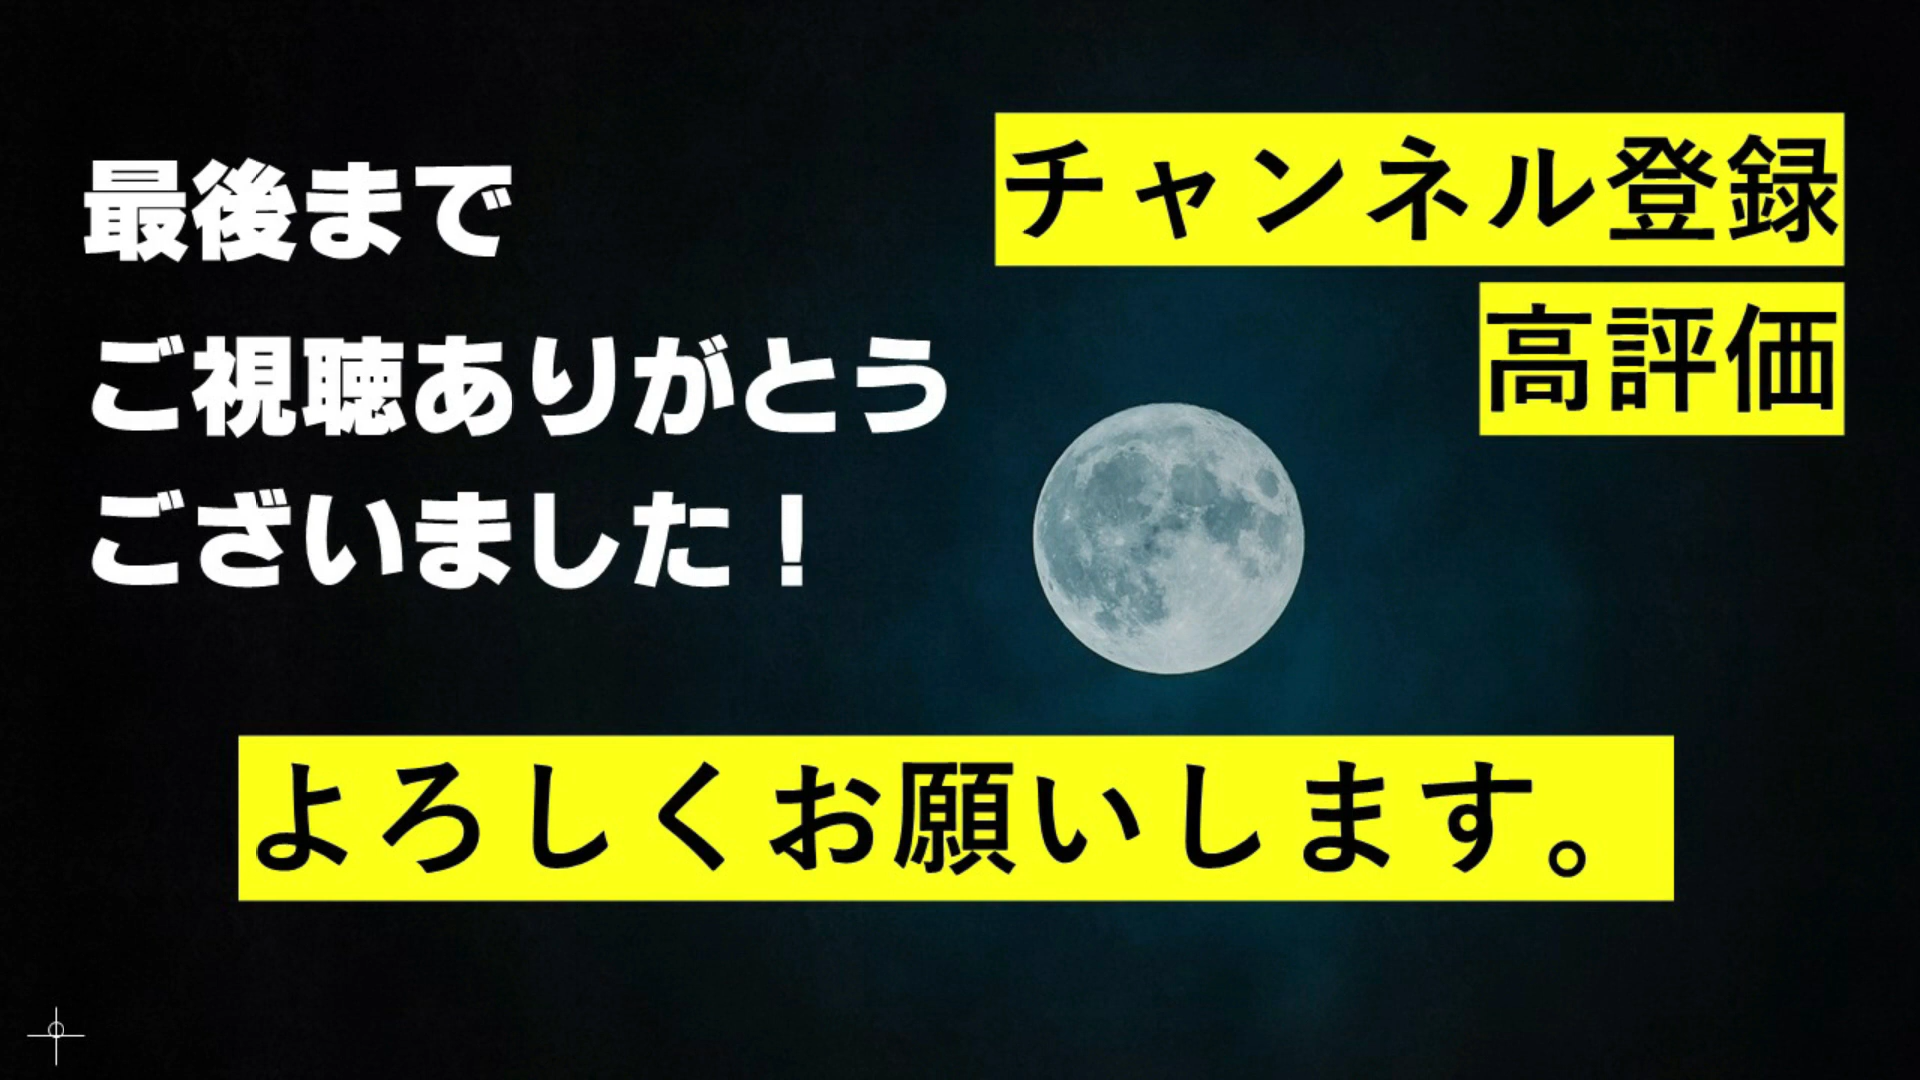 最後まで
ご視聴ありがとう
ございました！
チャンネル登録
高評価
よろしくお願いします。